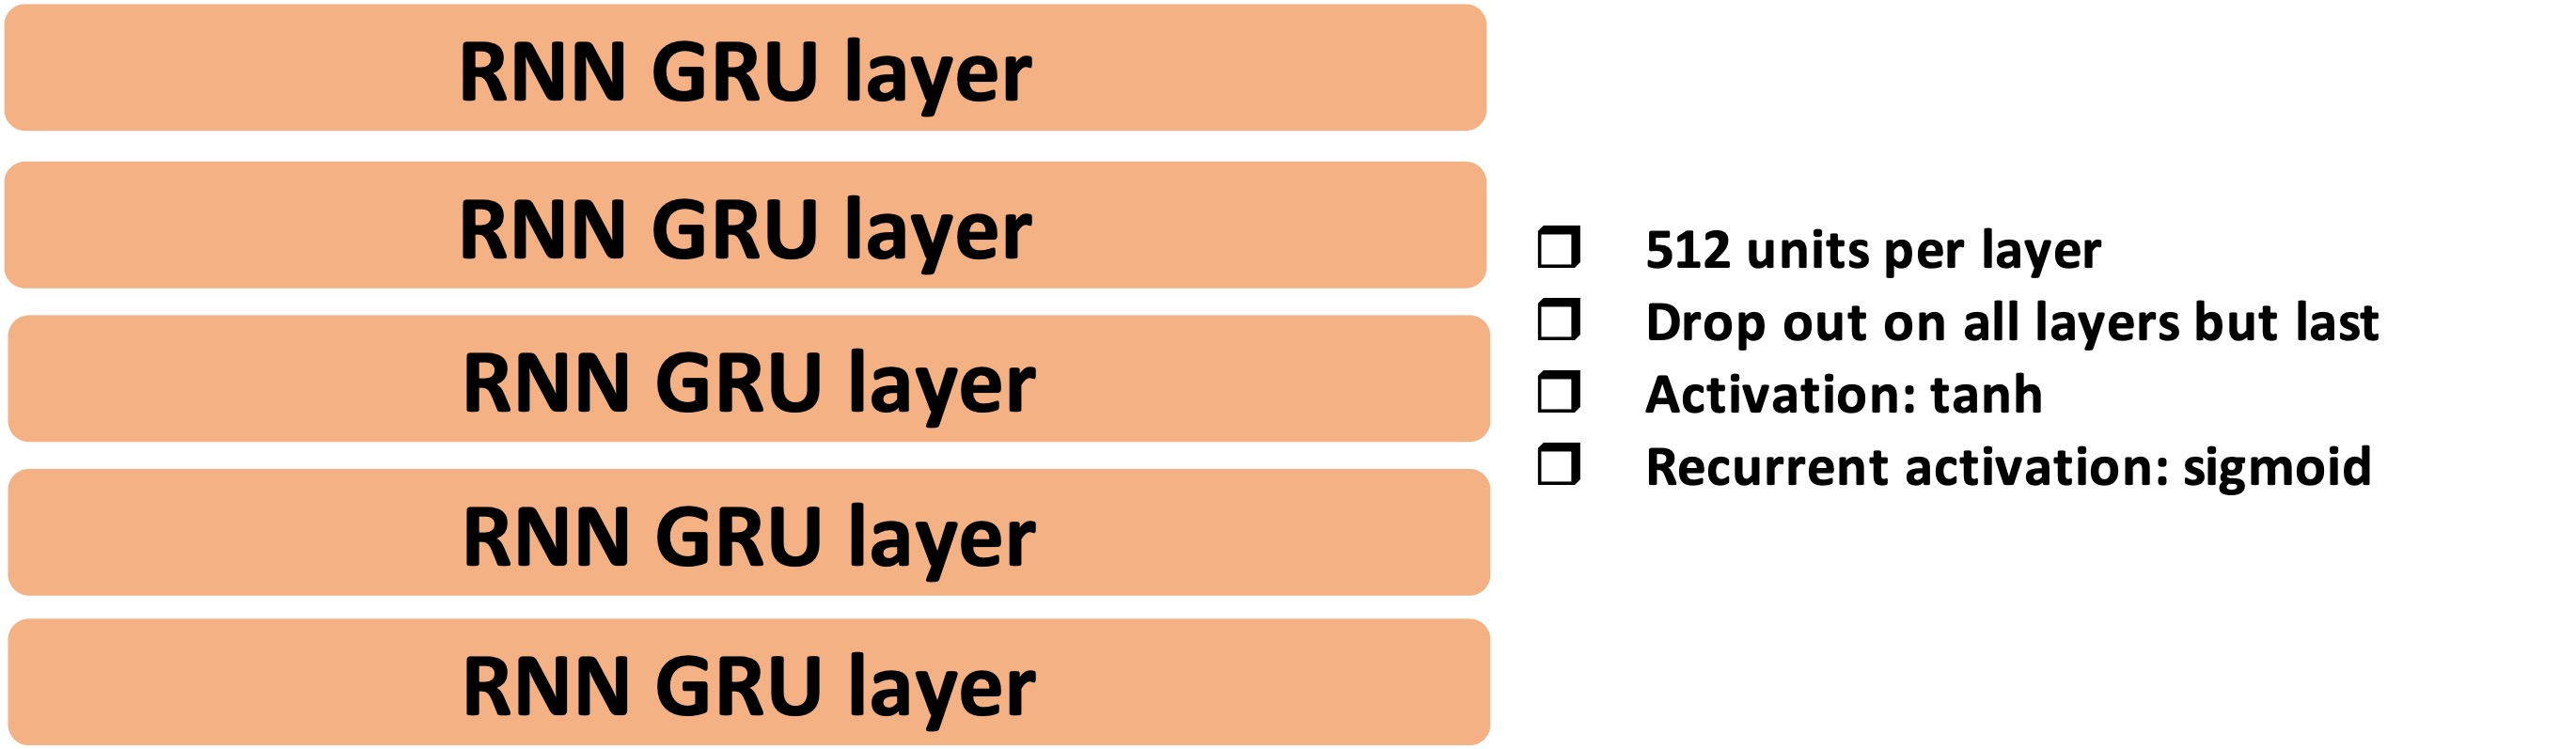 RNN GRU layer
RNN GRU layer
RNN GRU layer
RNN GRU layer
RNN GRU layer
512 units per layer
Drop out on all layers but last
Activation: tanh
Recurrent activation: sigmoid